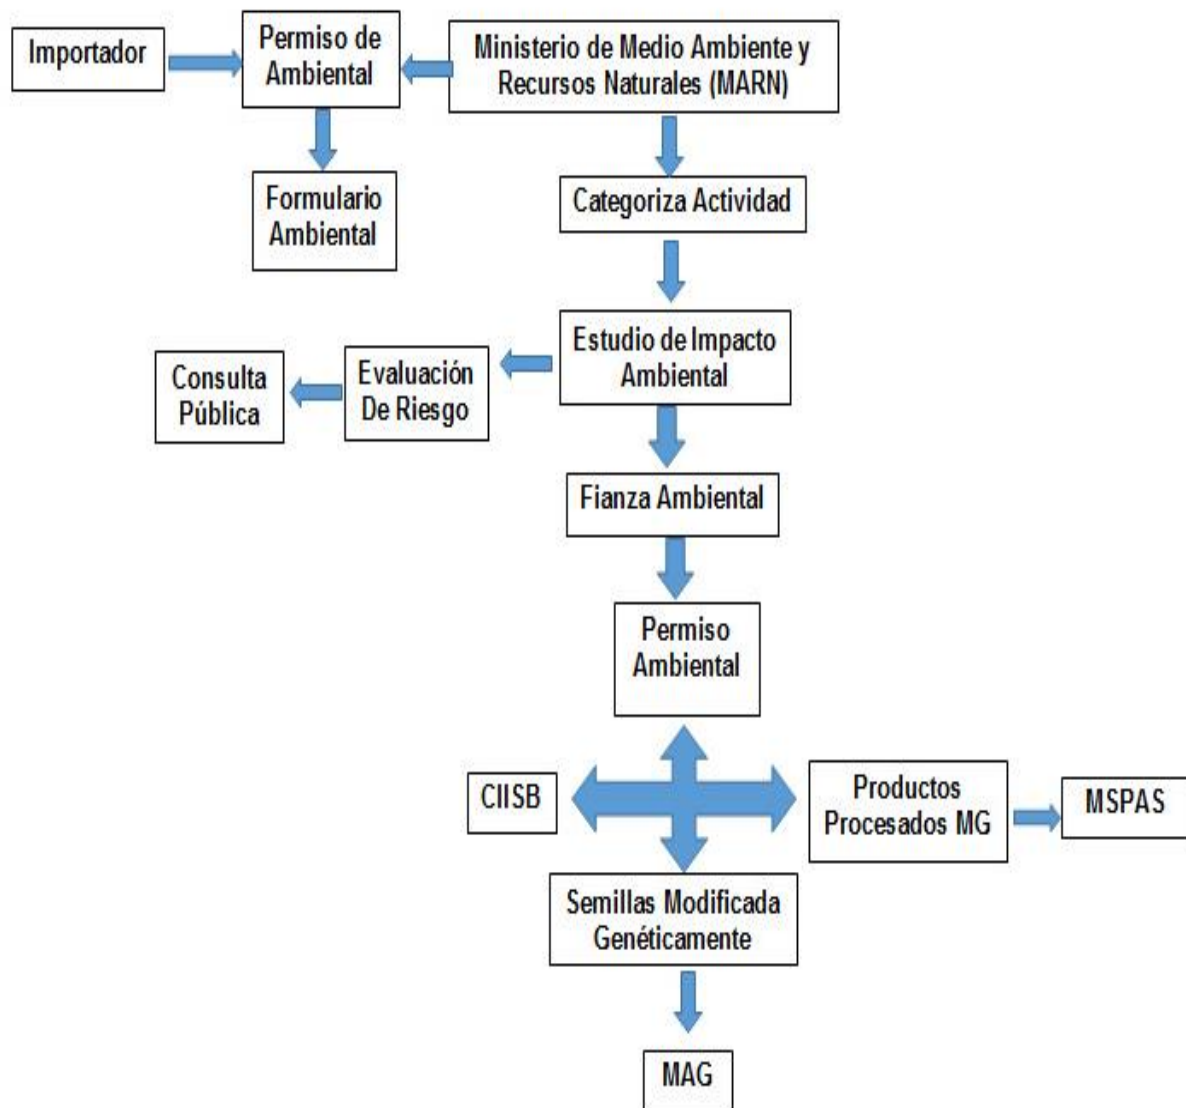 Importador
Permiso de
Ambiental
Ministerio de Medio Ambiente y
Recursos Naturales (MARN)
Formulario
Ambiental
Categoriza Actividad
Estudio de Impacto
Ambiental
Evaluación
De Riesgo
Consulta
Pública
Fianza Ambiental
Permiso
Ambiental
CIISB
Productos
Procesados MG
MSPAS
Semillas Modificada
Genéticamente
MAG